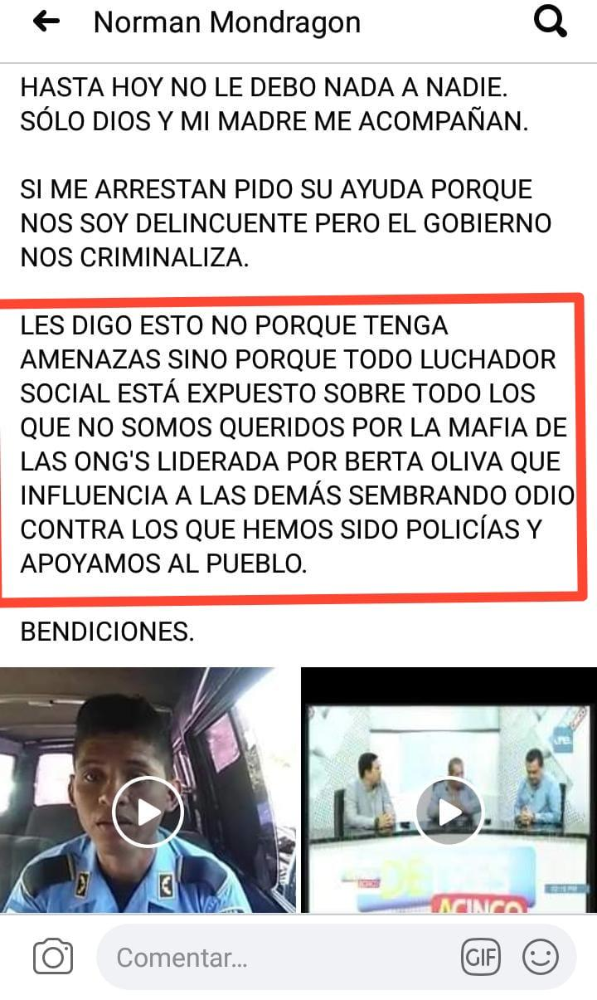 Norman Mondragon
HASTA HOY NO LE DEBO NADA A NADIE.
SÓLO DIOS Y MI MADRE ME ACOMPAÑAN.
SI ME ARRESTAN PIDO SU AYUDA PORQUE
NOS SOY DELINCUENTE PERO EL GOBIERNO
NOS CRIMINALIZA.
LES DIGO ESTO NO PORQUE TENGA
AMENAZAS SINO PORQUE TODO LUCHADOR
SOCIAL ESTÁ EXPUESTO SOBRE TODO LOS
QUE NO SOMOS QUERIDOS POR LA MAFIA DE
LAS ONG'S LIDERADA POR BERTA OLIVA QUE
INFLUENCIA A LAS DEMÁS SEMBRANDO ODIO
CONTRA LOS QUE HEMOS SIDO POLICÍAS Y
APOYAMOS AL PUEBLO.
BENDICIONES.
ACINCO
Comentar...
GIF